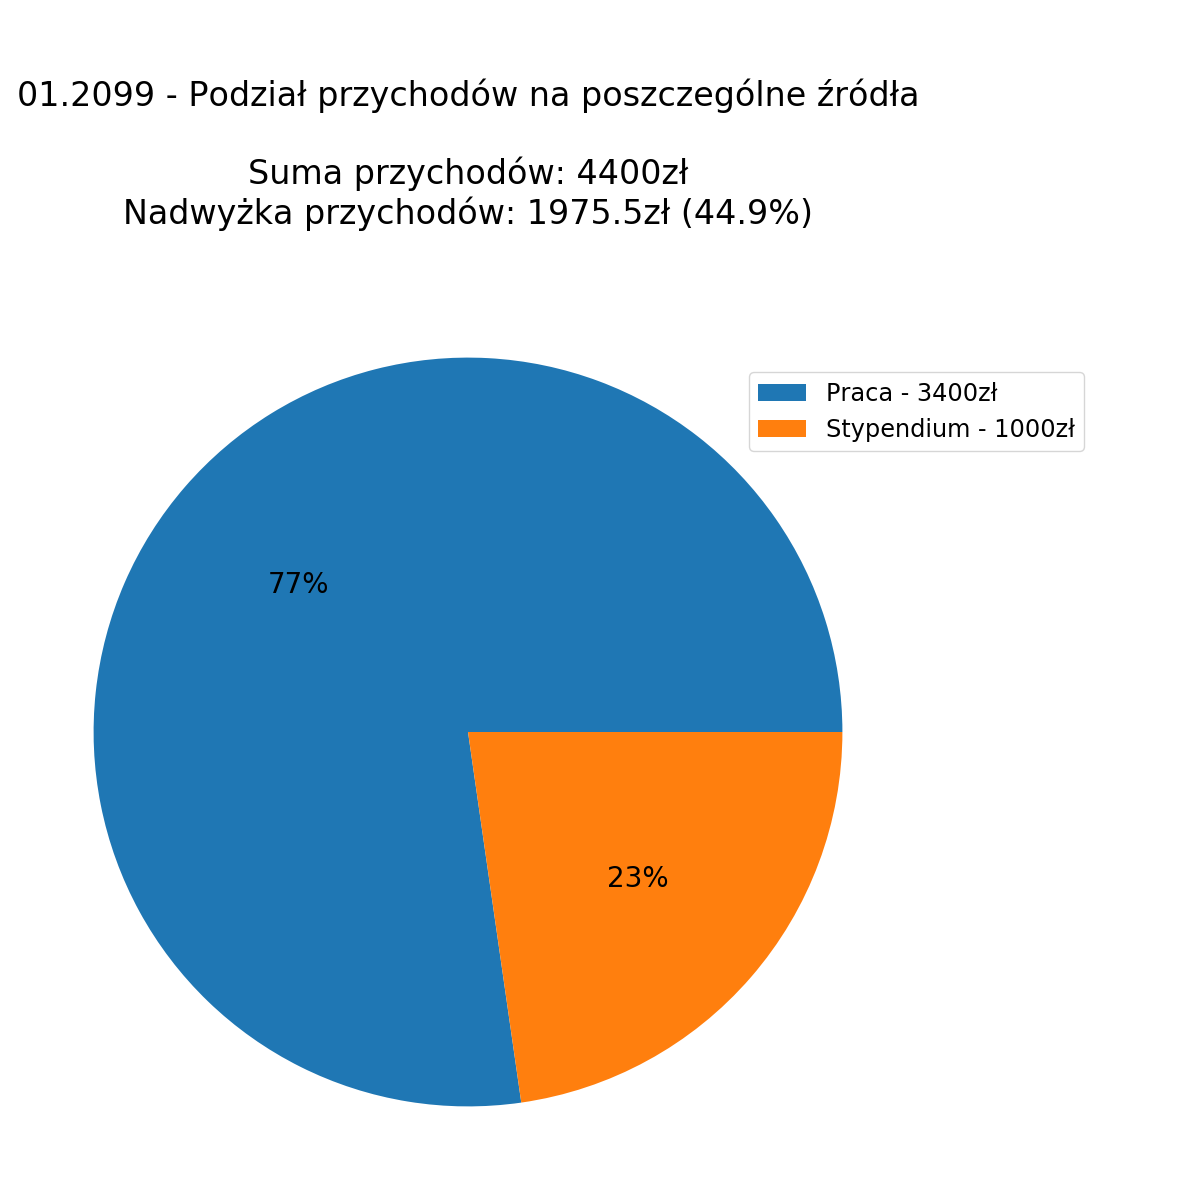 01.2099 - Podział przychodów na poszczególne źródła
Suma przychodów: 4400zł
Nadwyżka przychodów: 1975.5zł (44.9%)
Praca - 3400zł
Stypendium - 1000zł
77%
23%